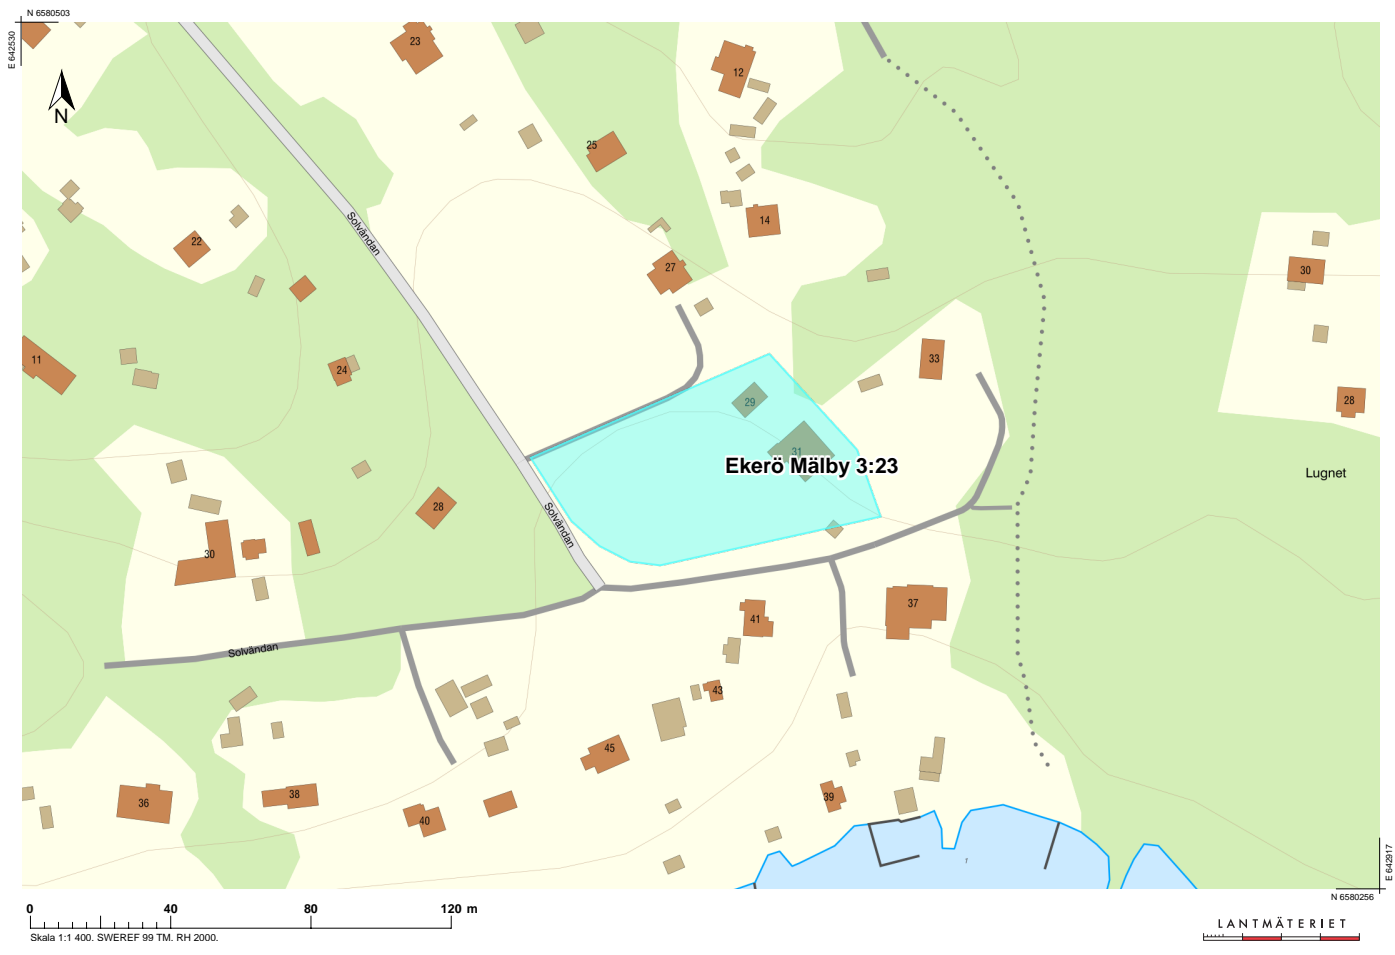 N 6580503
E 642530
N
23
12
25
14
22
27
30
11
24
33
28
29
31
Ekerö Mälby 3:23
Lugnet
Solvändan
28
Solvändan
30
37
41
Solvändan
43
45
36
38
39
40
E 642917
N 6580256
0 40 80 120 m
Skala 1:1 400. SWEREF 99 TM. RH 2000.
LANTMÄTERIET